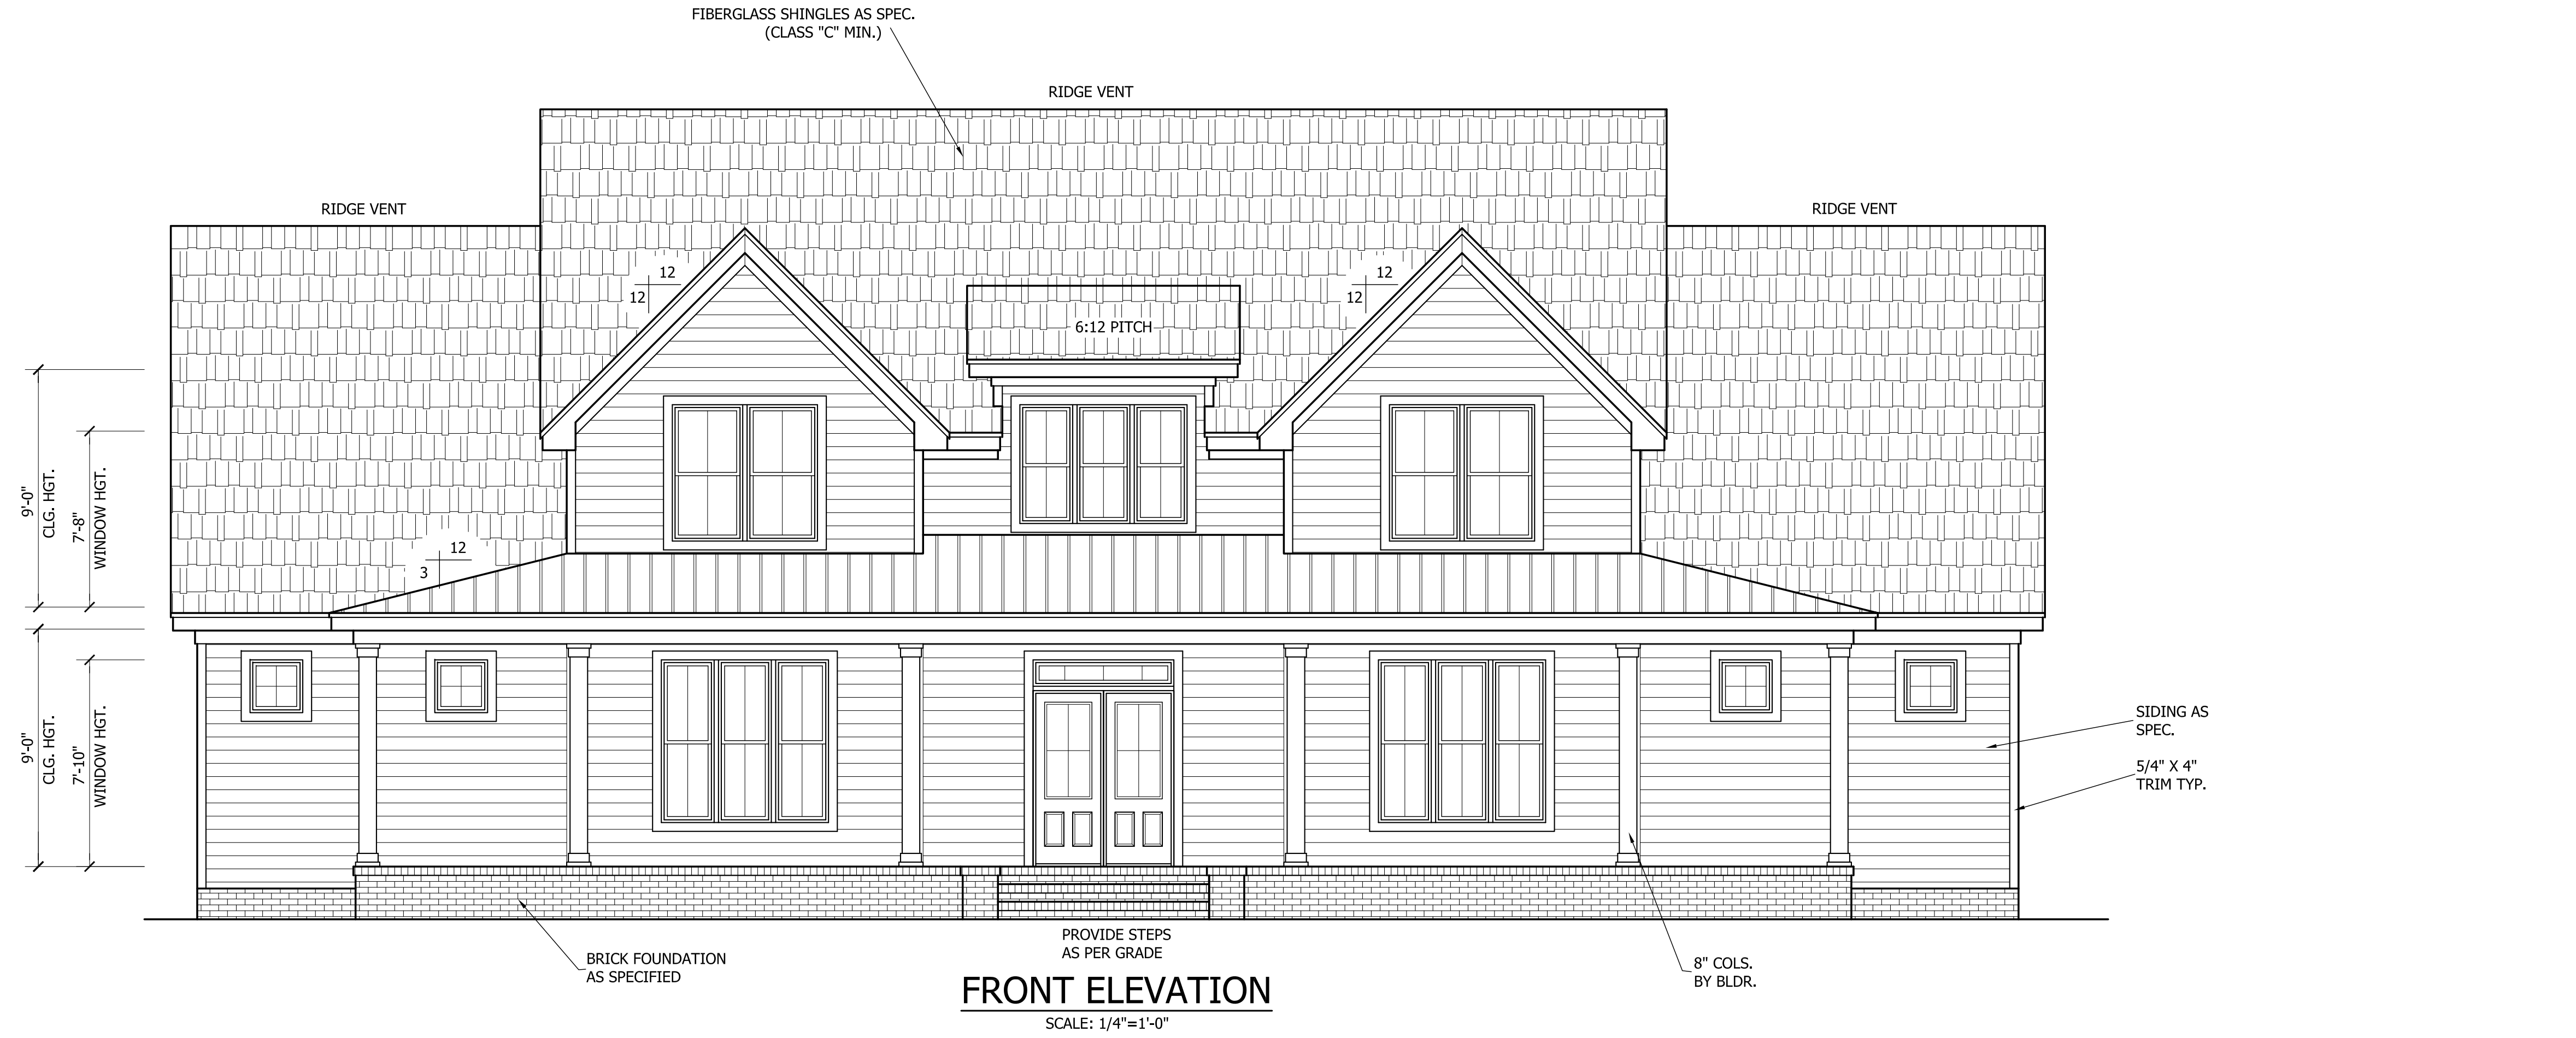 FIBERGLASS SHINGLES AS SPEC.
(CLASS "C" MIN.)
RIDGE VENT
RIDGE VENT
RIDGE VENT
12
12
12
12
6:12 PITCH
9'-0"
CLG. HGT.
7'-8"
WINDOW HGT.
12
3
9'-0"
CLG. HGT.
7'-10"
WINDOW HGT.
SIDING AS
SPEC.
5/4" X 4"
TRIM TYP.
BRICK FOUNDATION
AS SPECIFIED
PROVIDE STEPS
AS PER GRADE
8" COLS.
BY BLDR.
FRONT ELEVATION
SCALE: 1/4"=1'-0"